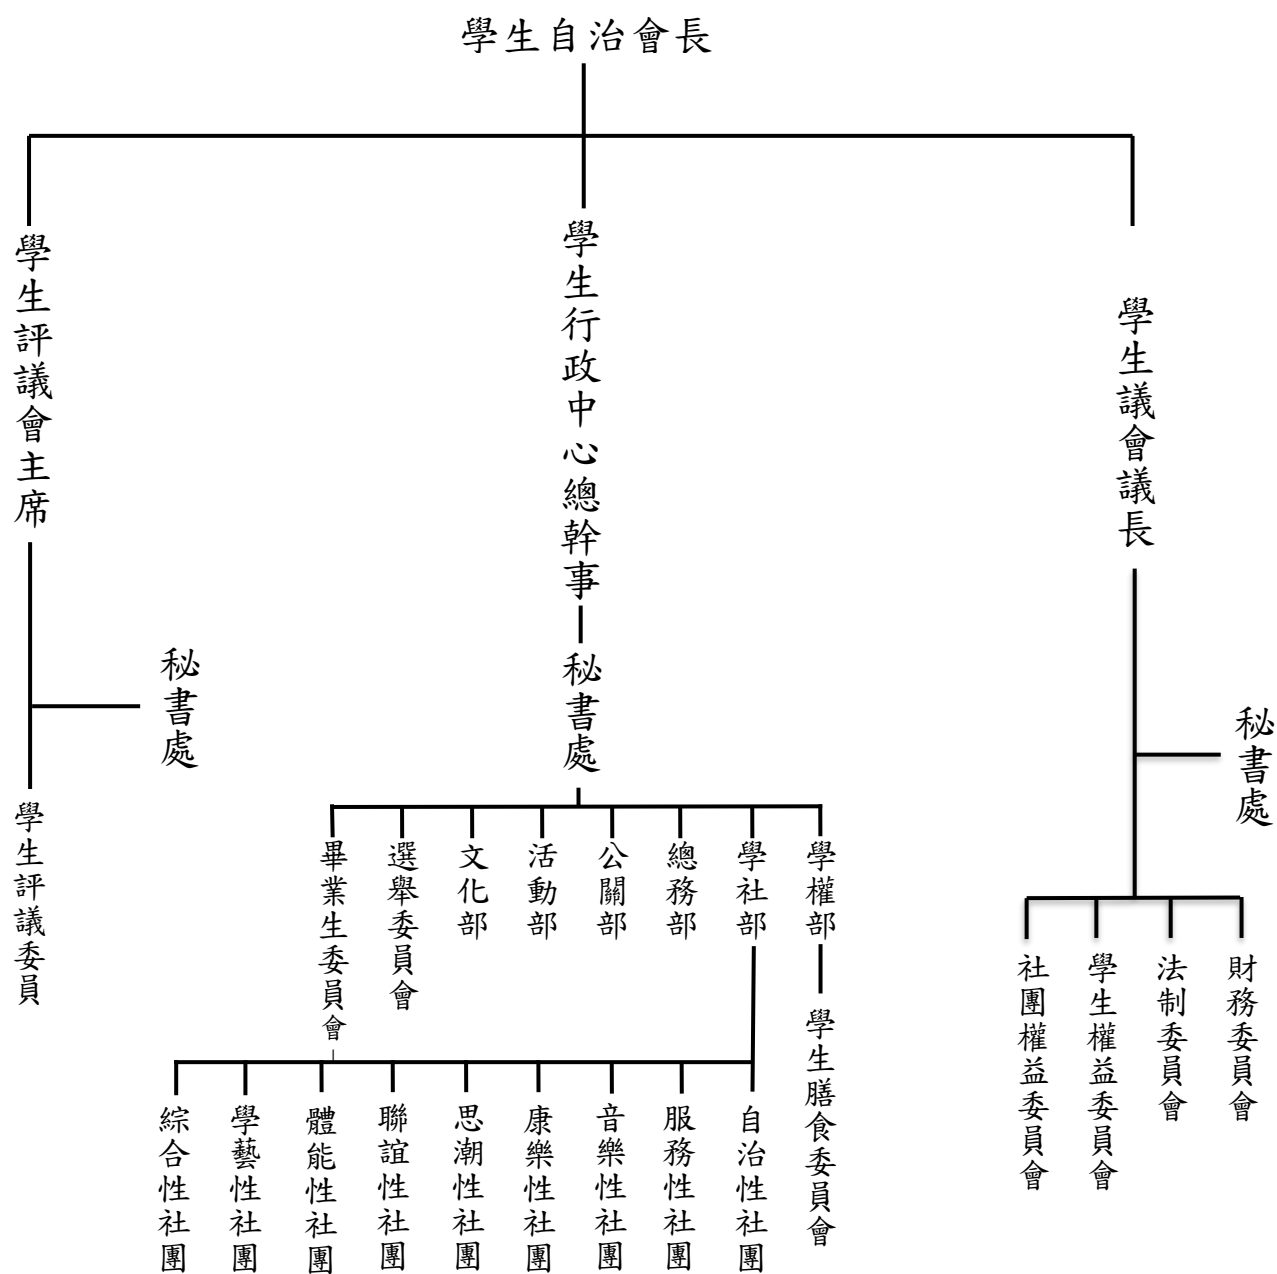 學生自治會長
學生評議會主席
學生行政中心總幹事
學生議會議長
秘書處
秘書處
秘書處
學生評議委員
畢業生委員會
選舉委員會
文化部
活動部
公關部
總務部
學社部
學權部
學生膳食委員會
社團權益委員會
學生權益委員會
法制委員會
財務委員會
綜合性社團
學藝性社團
體能性社團
聯誼性社團
思潮性社團
康樂性社團
音樂性社團
服務性社團
自治性社團